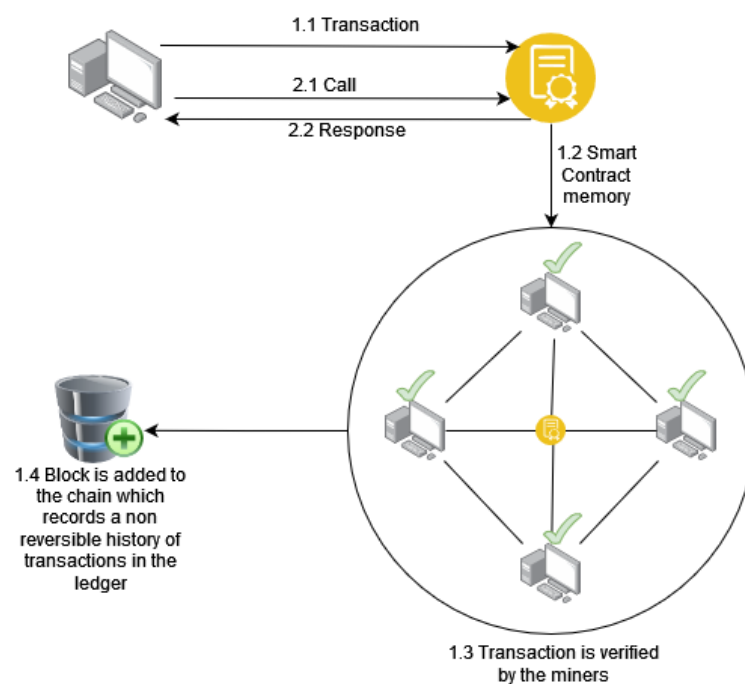 1.1 Transaction
2.1 Call
2.2 Response
1.2 Smart
Contract
memory
1.4 Block is added to
the chain which
records a non
reversible history of
transactions in the
ledger
1.3 Transaction is verified
by the miners